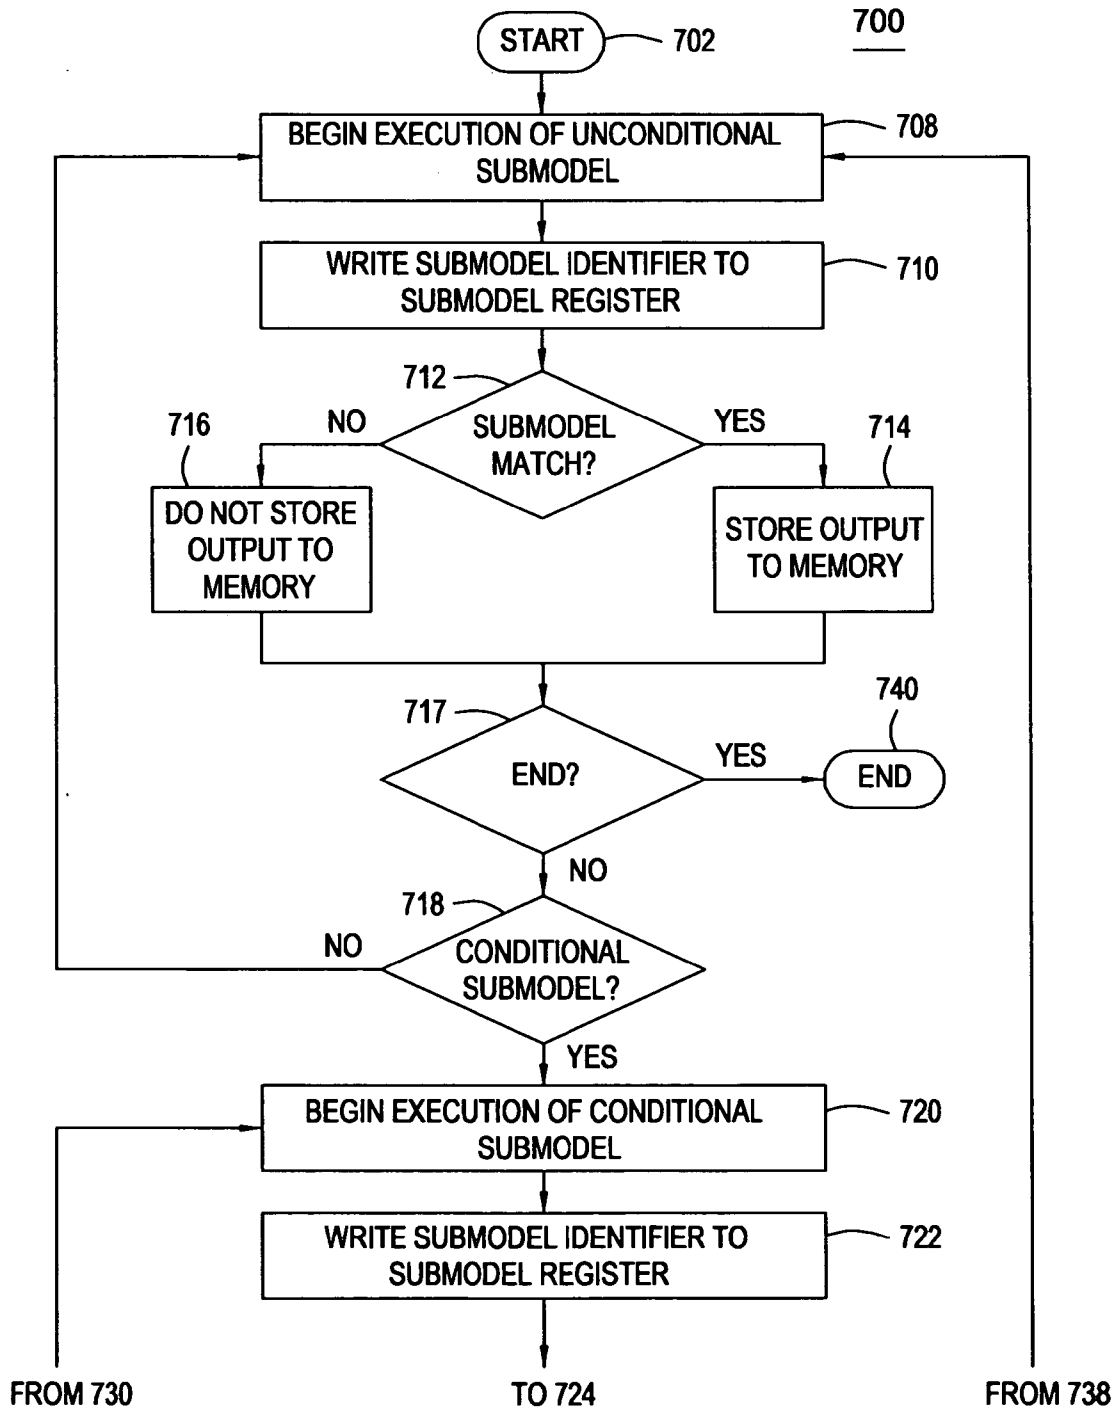 700
START
702
BEGIN EXECUTION OF UNCONDITIONAL
SUBMODEL
708
WRITE SUBMODEL IDENTIFIER TO
SUBMODEL REGISTER
710
712
SUBMODEL
MATCH?
NO
YES
716
DO NOT STORE
OUTPUT TO
MEMORY
714
STORE OUTPUT
TO MEMORY
717
END?
YES
740
END
NO
718
CONDITIONAL
SUBMODEL?
NO
YES
BEGIN EXECUTION OF CONDITIONAL
SUBMODEL
720
WRITE SUBMODEL IDENTIFIER TO
SUBMODEL REGISTER
722
FROM 730
TO 724
FROM 738